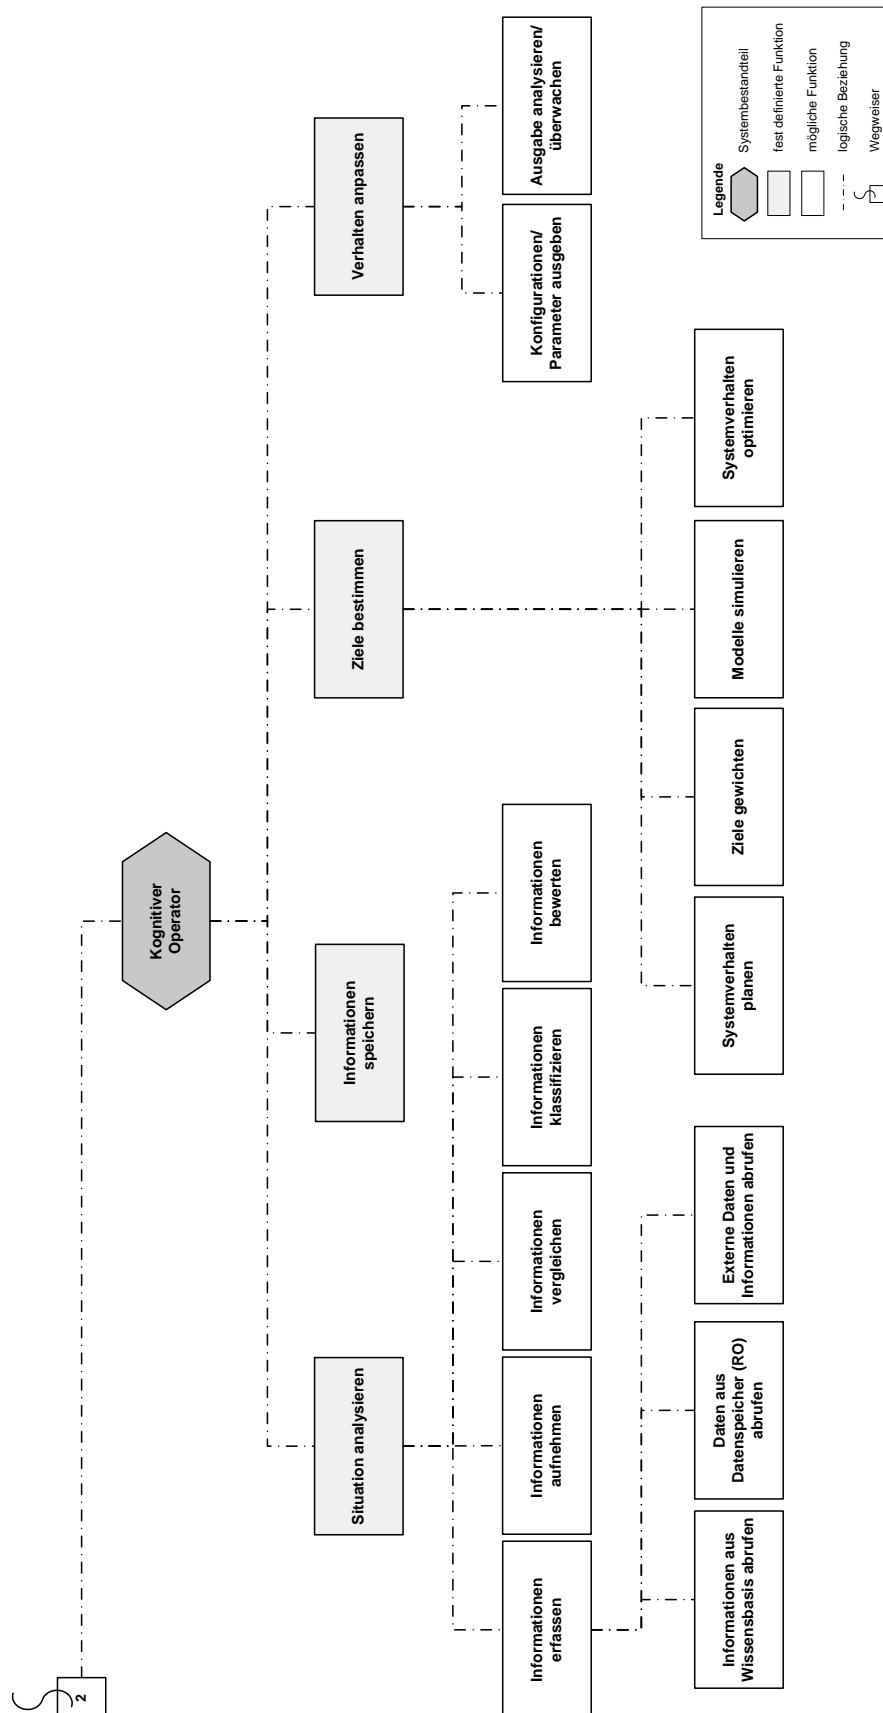 2
Kognitiver
Operator
Situation analysieren
Informationen
speichern
Ziele bestimmen
Verhalten anpassen
Informationen
erfassen
Informationen
aufnehmen
Informationen
vergleichen
Informationen
klassifizieren
Informationen
bewerten
Konfigurationen/
Parameter ausgeben
Ausgabe analysieren/
überwachen
Informationen aus
Wissensbasis abrufen
Daten aus
Datenspeicher (RO)
abrufen
Externe Daten und
Informationen abrufen
Systemverhalten
planen
Ziele gewichten
Modelle simulieren
Systemverhalten
optimieren
Legende
Systembestandteil
fest definierte Funktion
mögliche Funktion
logische Beziehung
Wegweiser